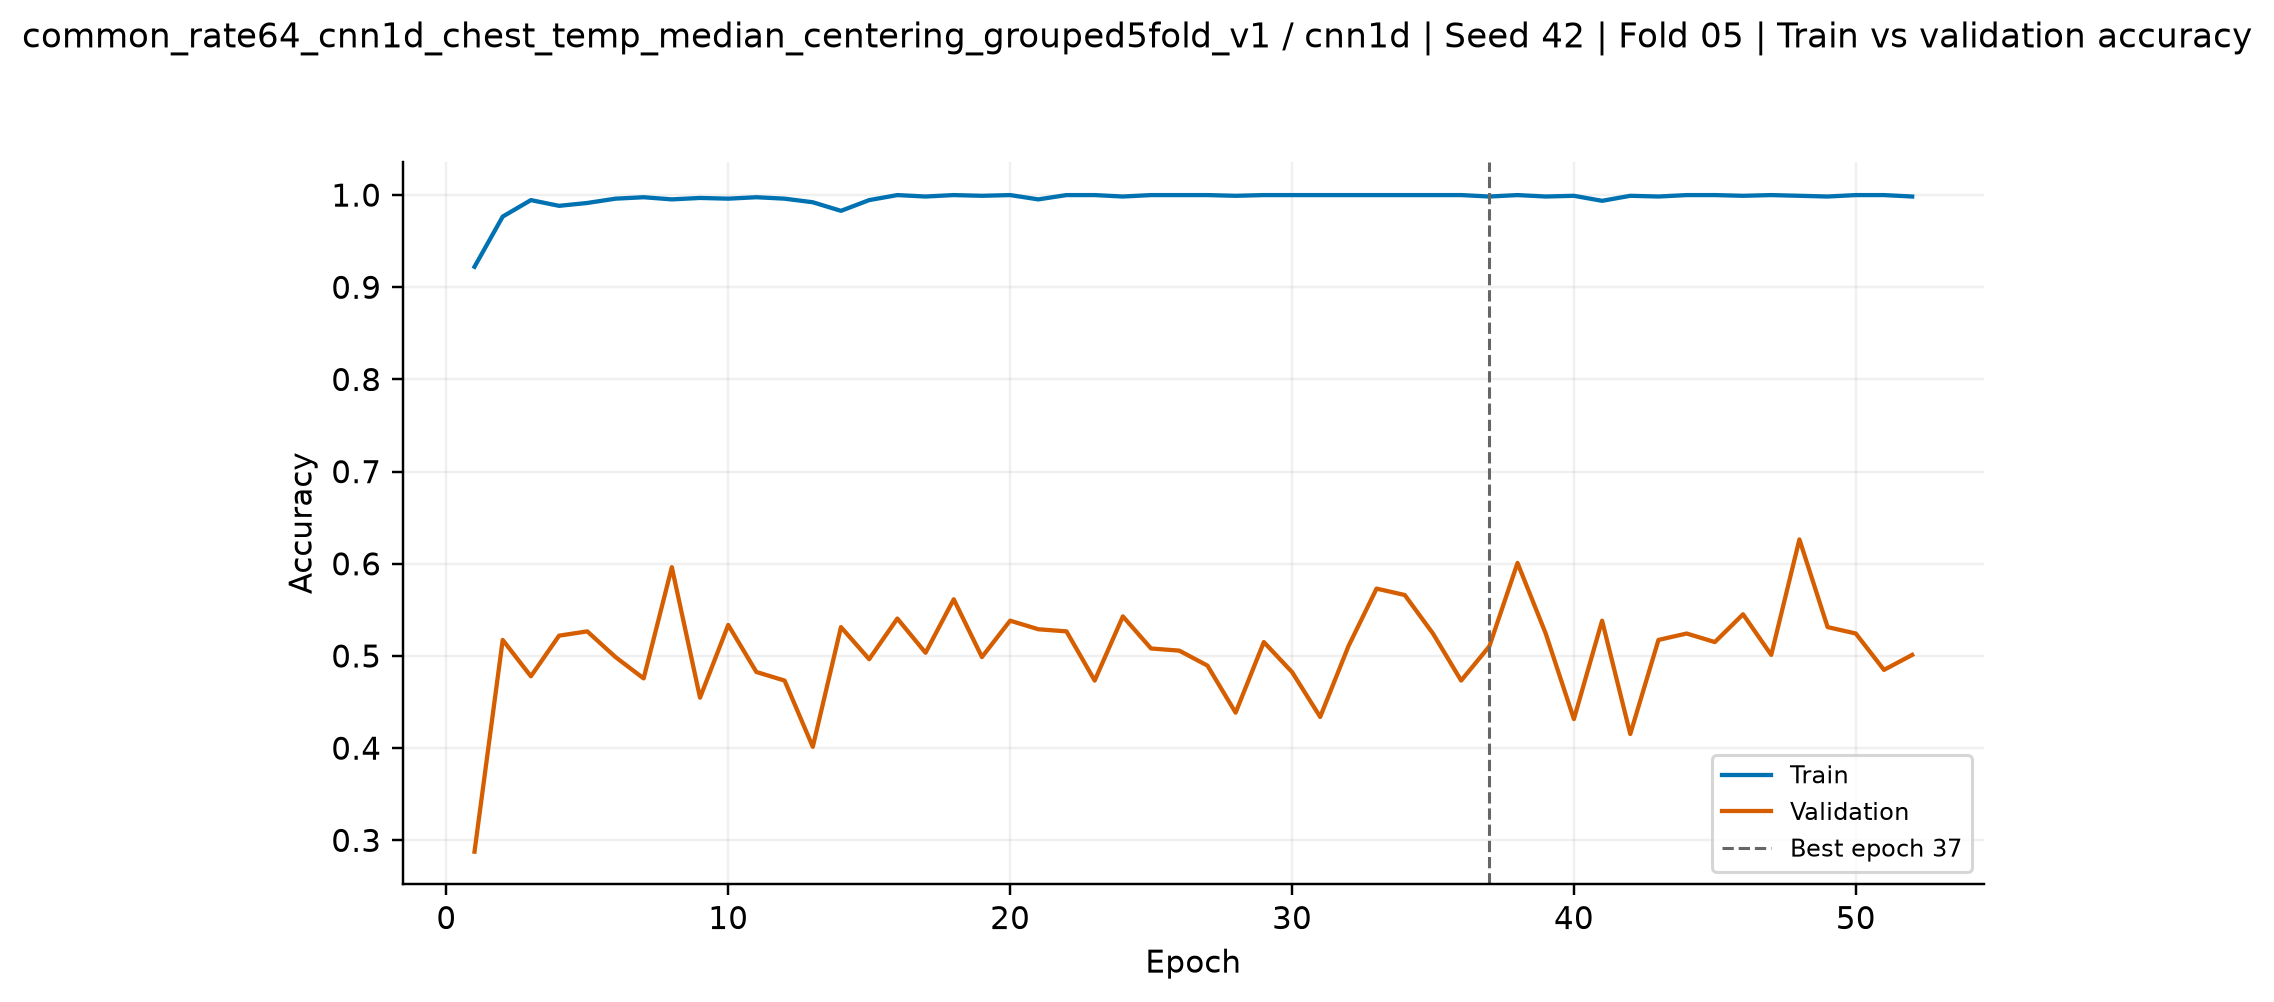 common_rate64_cnn1d_chest_temp_median_centering_grouped5fold_v1 / cnn1d | Seed 42 | Fold 05 | Train vs validation accuracy
1.0
0.9
0.8
0.7
0.6
0.5
0.4
0.3
Accuracy
Train
Validation
Best epoch 37
0 10 20 30 40 50
Epoch